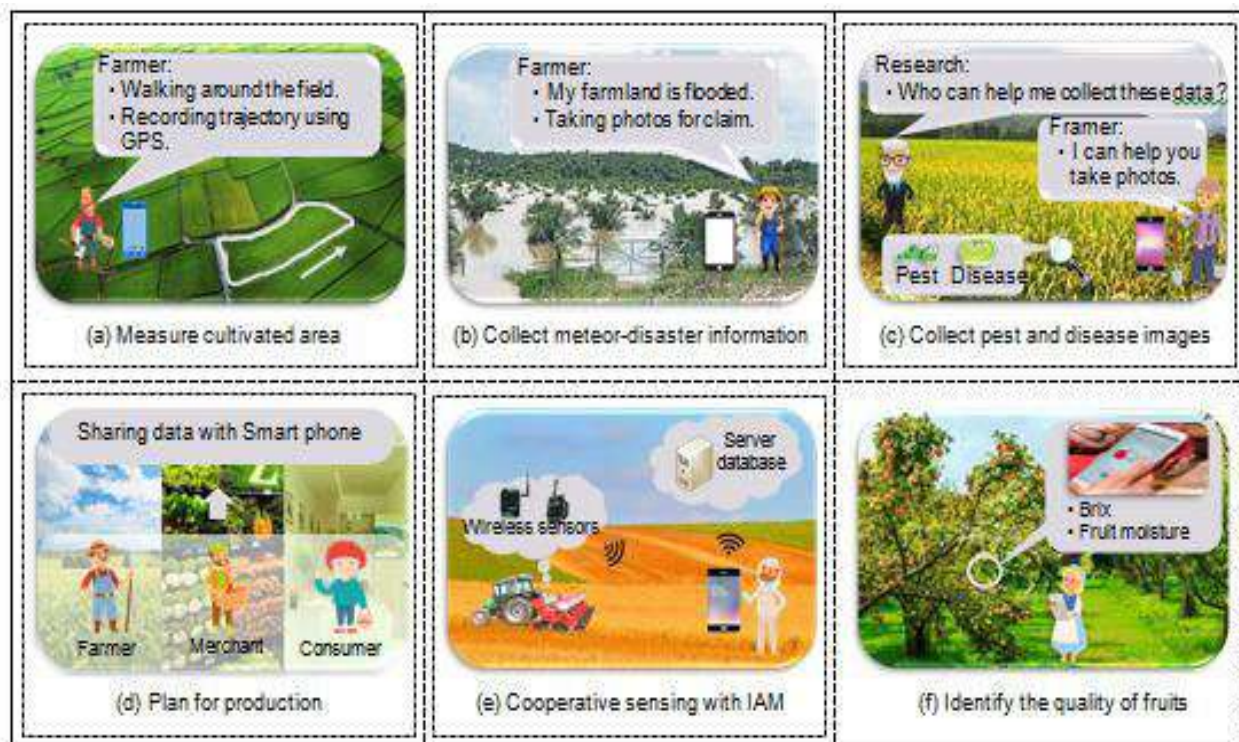 Farmer:
• Walking around the field.
• Recording trajectory using
GPS.
(a) Measure cultivated area
Farmer:
• My farmland is flooded.
• Taking photos for claim.
(b) Collect meteor-disaster information
Research:
• Who can help me collect these data?
Framer:
• I can help you
take photos.
Pest Disease
(c) Collect pest and disease images
Sharing data with Smart phone
Farmer
Merchant
Consumer
(d) Plan for production
Server
database
Wireless sensors
(e) Cooperative sensing with IAM
• Brix
• Fruit moisture
(f) Identify the quality of fruits